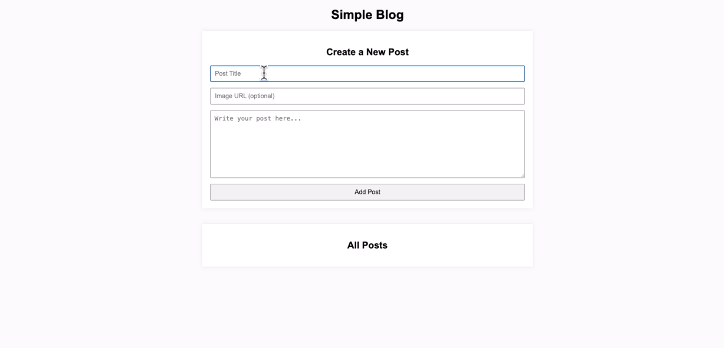 Simple Blog
Create a New Post
Post Title
Image URL (optional)
Write your post here...
Add Post
All Posts